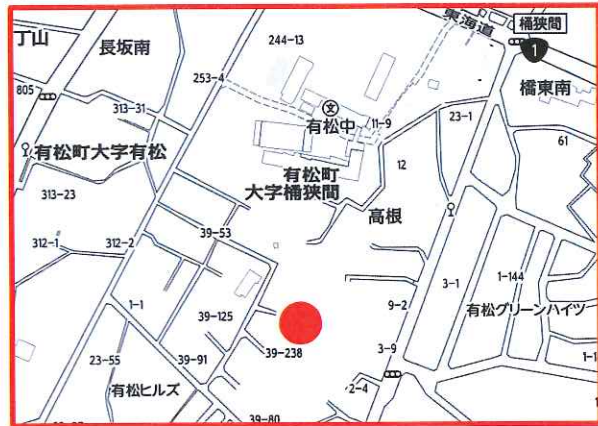 丁山
長坂南
244-13
東海道
桶狭間
1
橋東南
805
313-31
253-4
文
有松中
11-9
23-1
61
有松町大字有松
有松町
大字桶狭間
12
高根
313-23
312-1
312-2
39-53
3-1
1-144
1-1
39-125
9-2
有松グリーンハイツ
23-55
39-91
39-238
3-9
有松ヒルズ
2-4
39-80